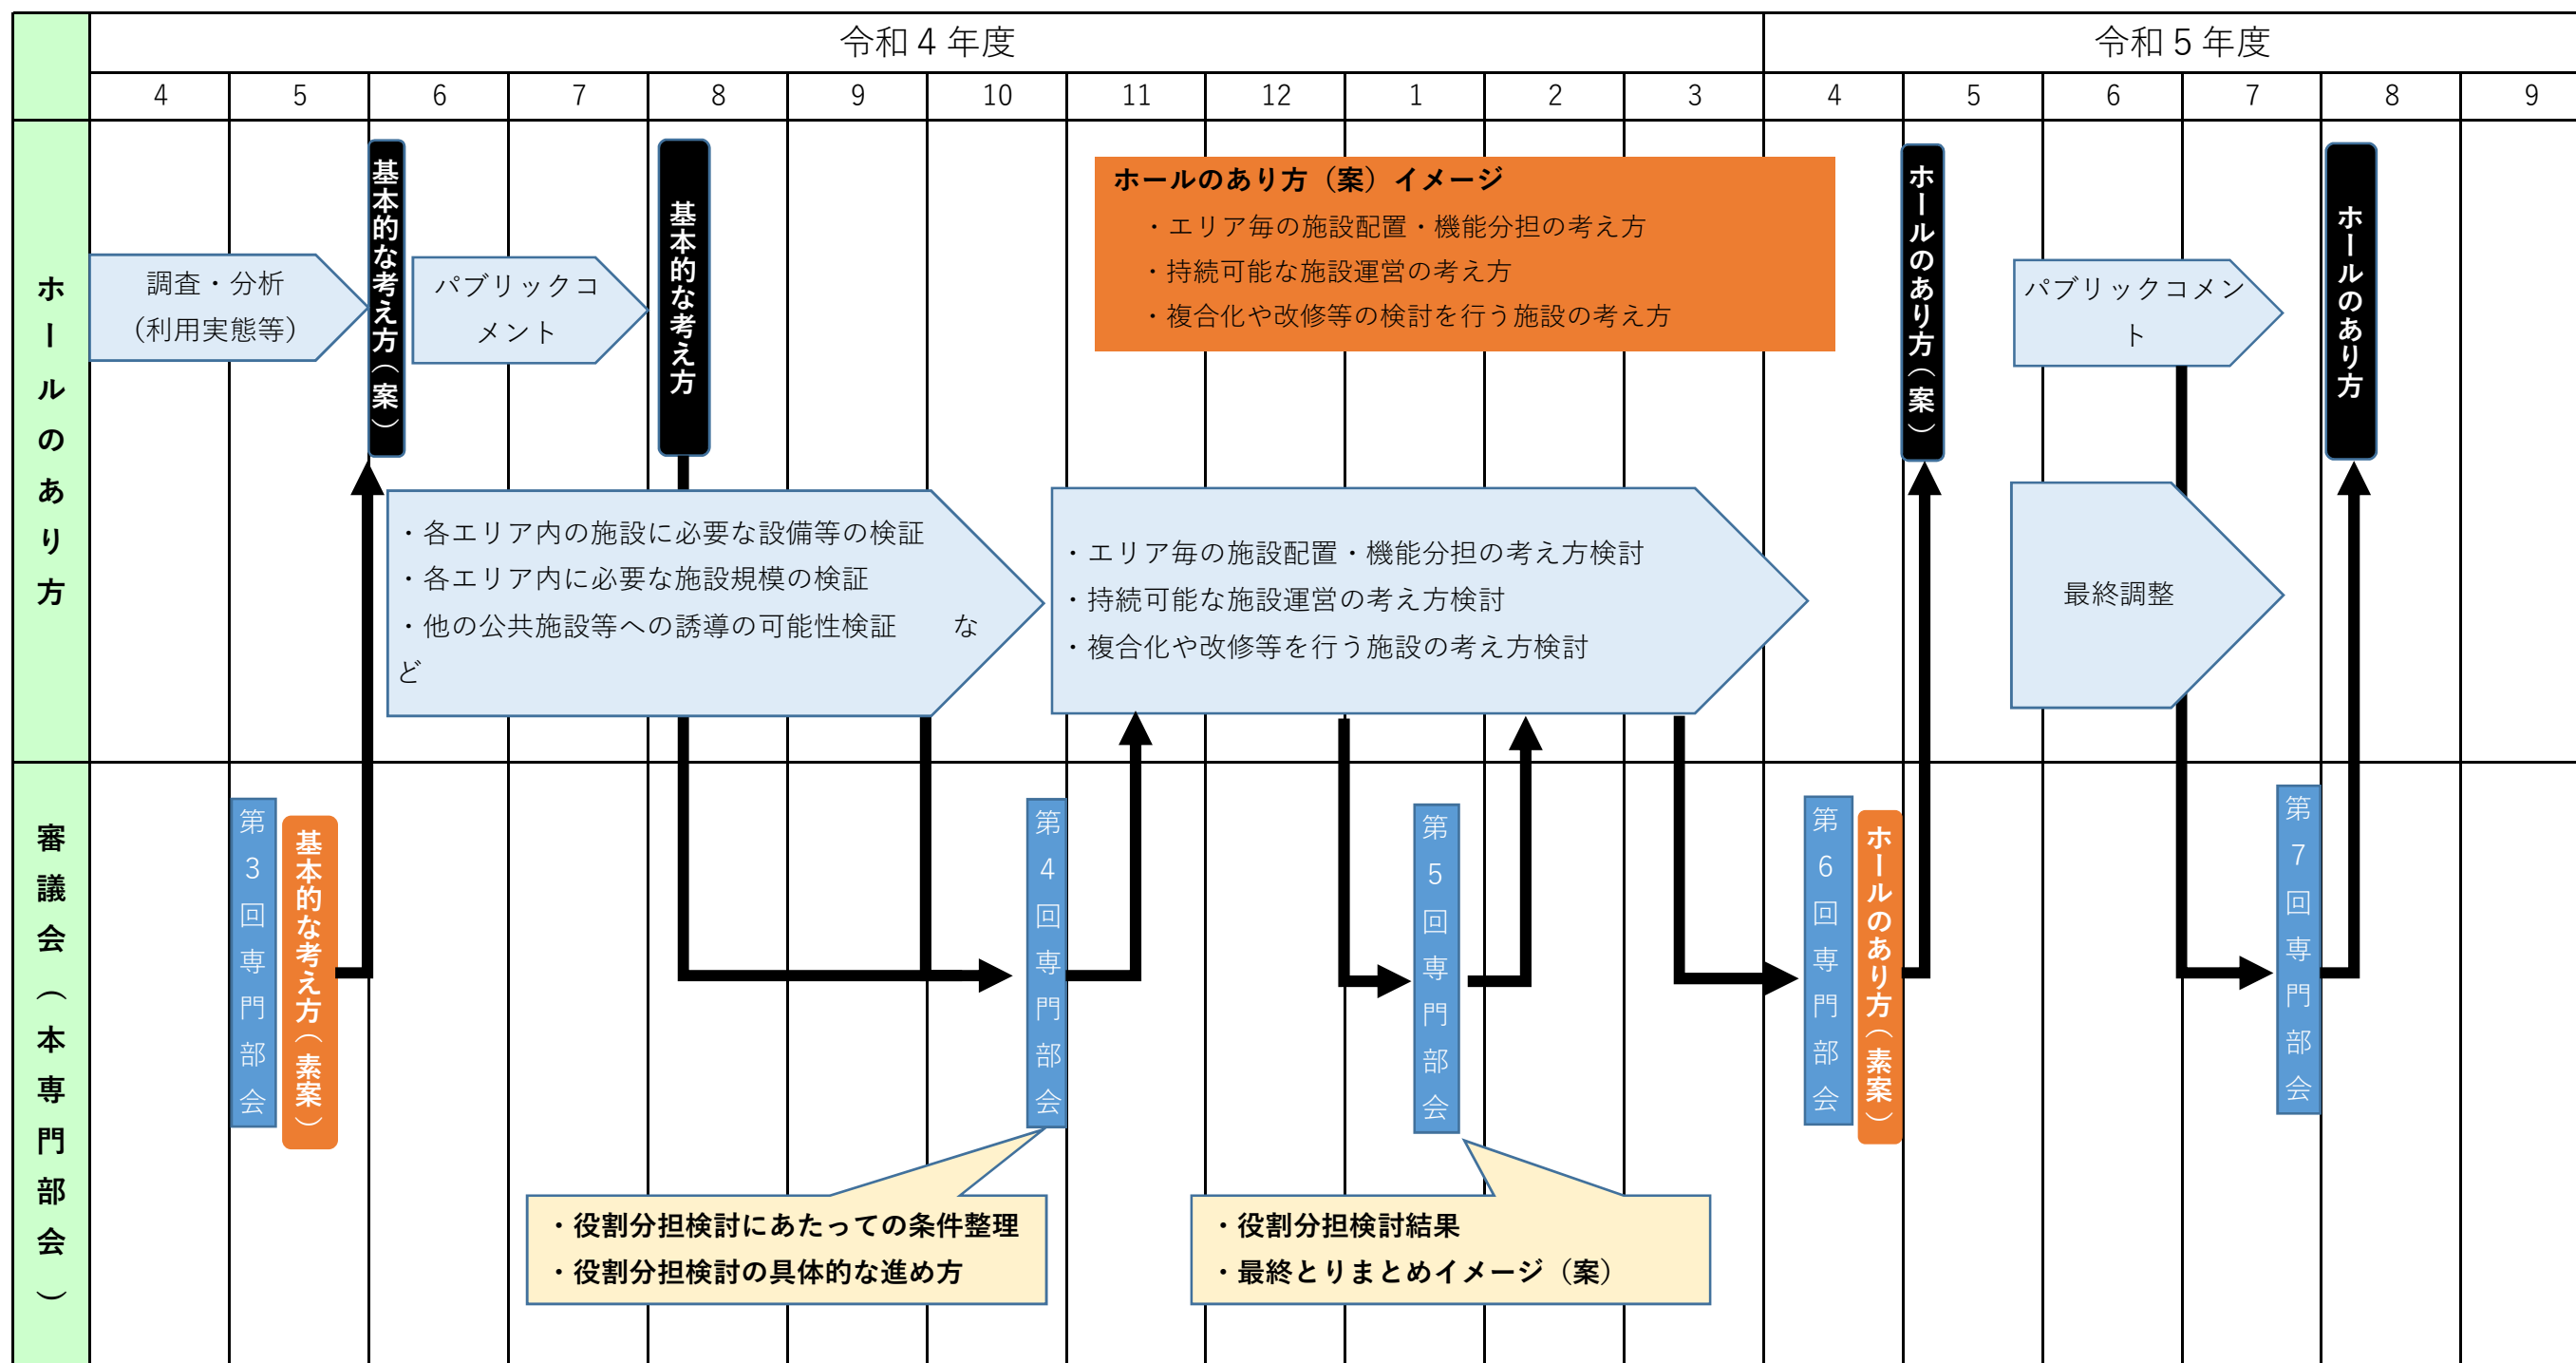 令和４年度
令和５年度
4
5
6
7
8
9
10
11
12
1
2
3
4
5
6
7
8
9
ホールのあり方
基本的な考え方（案）
基本的な考え方
ホールのあり方（案）イメージ
・エリア毎の施設配置・機能分担の考え方
・持続可能な施設運営の考え方
・複合化や改修等の検討を行う施設の考え方
ホールのあり方（案）
ホールのあり方
調査・分析
（利用実態等）
パブリックコ
メント
パブリックコメン
ト
・各エリア内の施設に必要な設備等の検証
・各エリア内に必要な施設規模の検証
・他の公共施設等への誘導の可能性検証　　な
ど
・エリア毎の施設配置・機能分担の考え方検討
・持続可能な施設運営の考え方検討
・複合化や改修等を行う施設の考え方検討
最終調整
審議会（本専門部会）
第3回専門部会
基本的な考え方（素案）
第4回専門部会
第5回専門部会
第6回専門部会
ホールのあり方（素案）
第7回専門部会
・役割分担検討にあたっての条件整理
・役割分担検討の具体的な進め方
・役割分担検討結果
・最終とりまとめイメージ（案）